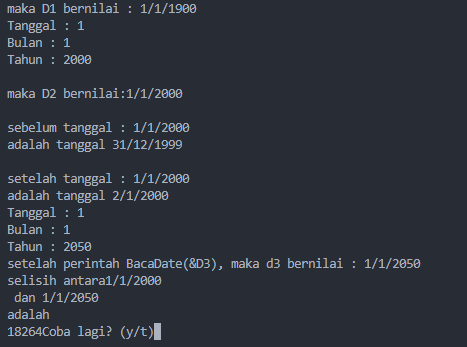 maka D1 bernilai : 1/1/1900
Tanggal : 1
Bulan : 1
Tahun : 2000
maka D2 bernilai:1/1/2000
sebelum tanggal : 1/1/2000
adalah tanggal 31/12/1999
setelah tanggal : 1/1/2000
adalah tanggal 2/1/2000
Tanggal : 1
Bulan : 1
Tahun : 2050
setelah perintah BacaDate(&D3), maka d3 bernilai : 1/1/2050
selisih antara1/1/2000
dan 1/1/2050
adalah
18264Coba lagi? (y/t)